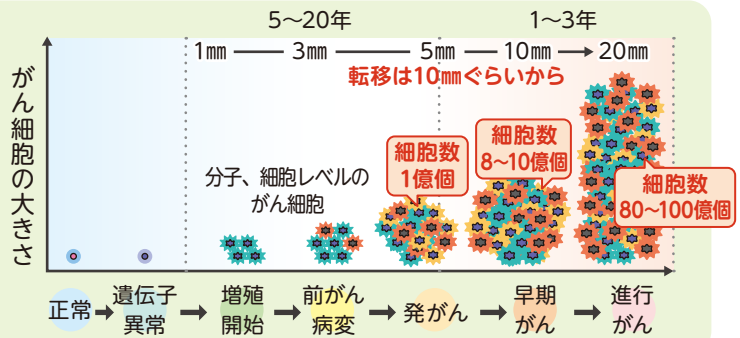 5〜20年
1〜3年
1㎜ 3㎜ 5㎜ 10㎜ 20㎜
転移は10㎜ぐらいから
がん細胞の大きさ
分子、細胞レベルの
がん細胞
細胞数
1億個
細胞数
8〜10億個
細胞数
80〜100億個
正常
遺伝子
異常
増殖
開始
前がん
病変
発がん
早期
がん
進行
がん